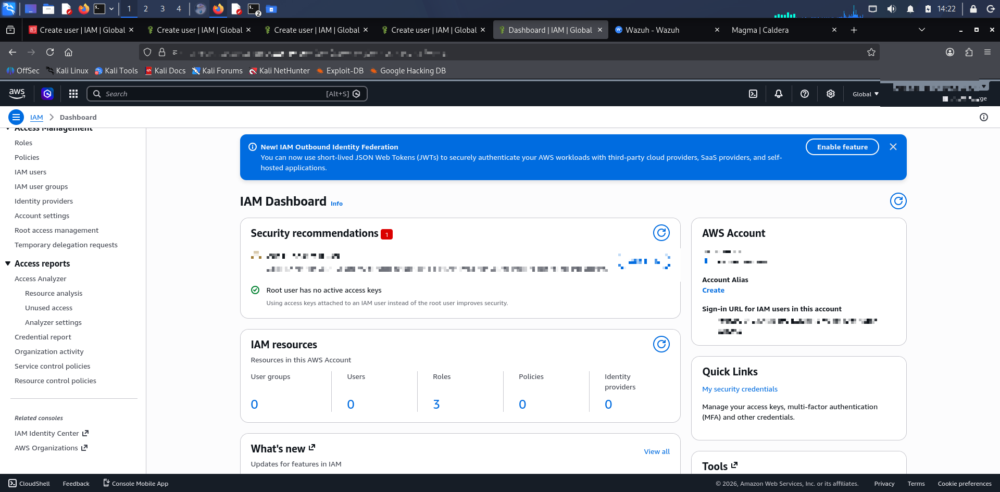 1 2 3 4 2 14:22
Create user | IAM | Global Create user | IAM | Global Create user | IAM | Global Create user | IAM | Global Dashboard | IAM | Global Wazuh - Wazuh Magma | Caldera
OffSec Kali Linux Kali Tools Kali Docs Kali Forums Kali NetHunter Exploit-DB Google Hacking DB
aws Search [Alt+S] Global
IAM Dashboard
Access Management
Roles
Policies
IAM users
IAM user groups
Identity providers
Account settings
Root access management
Temporary delegation requests
Access reports
Access Analyzer
Resource analysis
Unused access
Analyzer settings
Credential report
Organization activity
Service control policies
Resource control policies
Related consoles
IAM Identity Center
AWS Organizations
New! IAM Outbound Identity Federation
You can now use short-lived JSON Web Tokens (JWTs) to securely authenticate your AWS workloads with third-party cloud providers, SaaS providers, and self-
hosted applications.
Enable feature
IAM Dashboard Info
Security recommendations 1
Root user has no active access keys
Using access keys attached to an IAM user instead of the root user improves security.
IAM resources
Resources in this AWS Account
User groups Users Roles Policies Identity
providers
0 0 3 0 0
What's new
View all
Updates for features in IAM
AWS Account
Account Alias
Create
Sign-in URL for IAM users in this account
Quick Links
My security credentials
Manage your access keys, multi-factor authentication
(MFA) and other credentials.
Tools
CloudShell Feedback Console Mobile App © 2026, Amazon Web Services, Inc. or its affiliates. Privacy Terms Cookie preferences